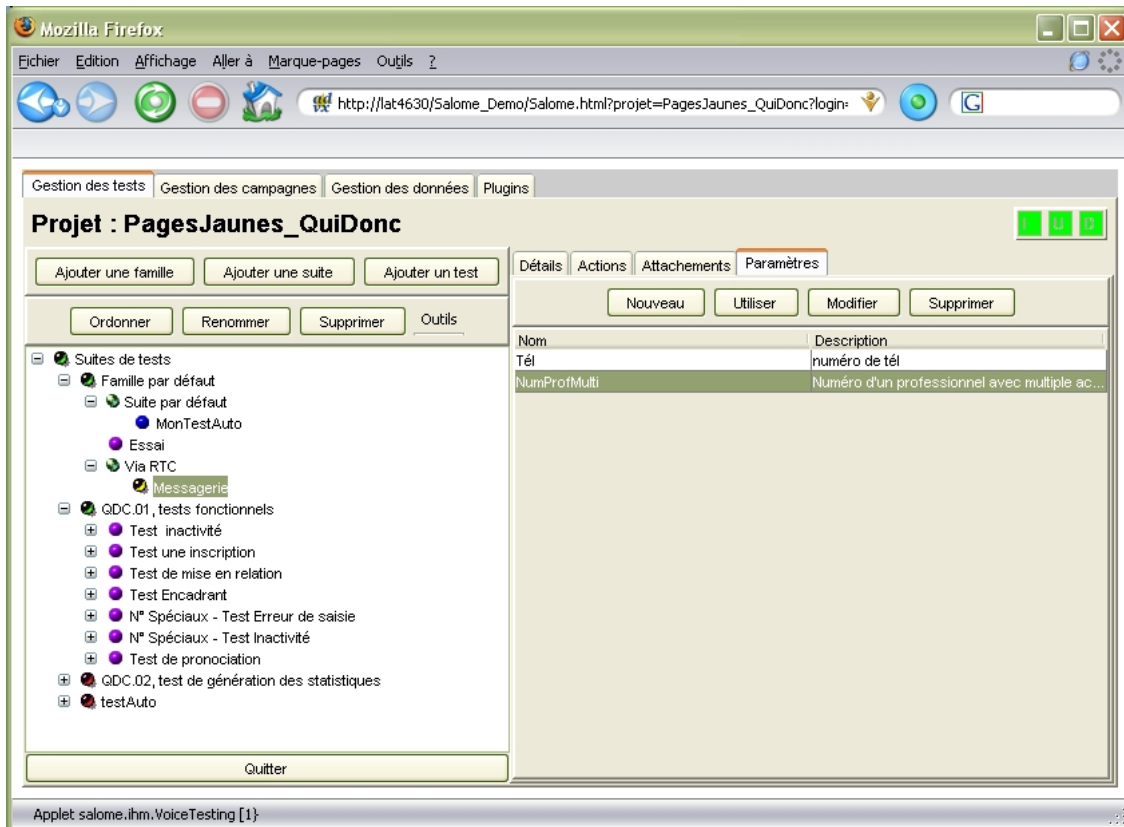 Mozilla Firefox
Fichier Edition Affichage Aller à Marque-pages Outils ?
http://lat4630/Salome_Demo/Salome.html?projet=PagesJaunes_QuiDonc?login=
G
Gestion des tests Gestion des campagnes Gestion des données Plugins
Projet : PagesJaunes_QuiDonc
I U D
Ajouter une famille Ajouter une suite Ajouter un test
Ordonner Renommer Supprimer Outils
Suites de tests
Famille par défaut
Suite par défaut
MonTestAuto
Essai
Via RTC
Messagerie
QDC.01, tests fonctionnels
Test inactivité
Test une inscription
Test de mise en relation
Test Encadrant
N° Spéciaux - Test Erreur de saisie
N° Spéciaux - Test Inactivité
Test de pronociation
QDC.02, test de génération des statistiques
testAuto
Quitter
Détails Actions Attachements Paramètres
Nouveau Utiliser Modifier Supprimer
Nom Description
Tél numéro de tél
NumProfMulti Numéro d'un professionnel avec multiple ac...
Applet salome.ihm.VoiceTesting [1}